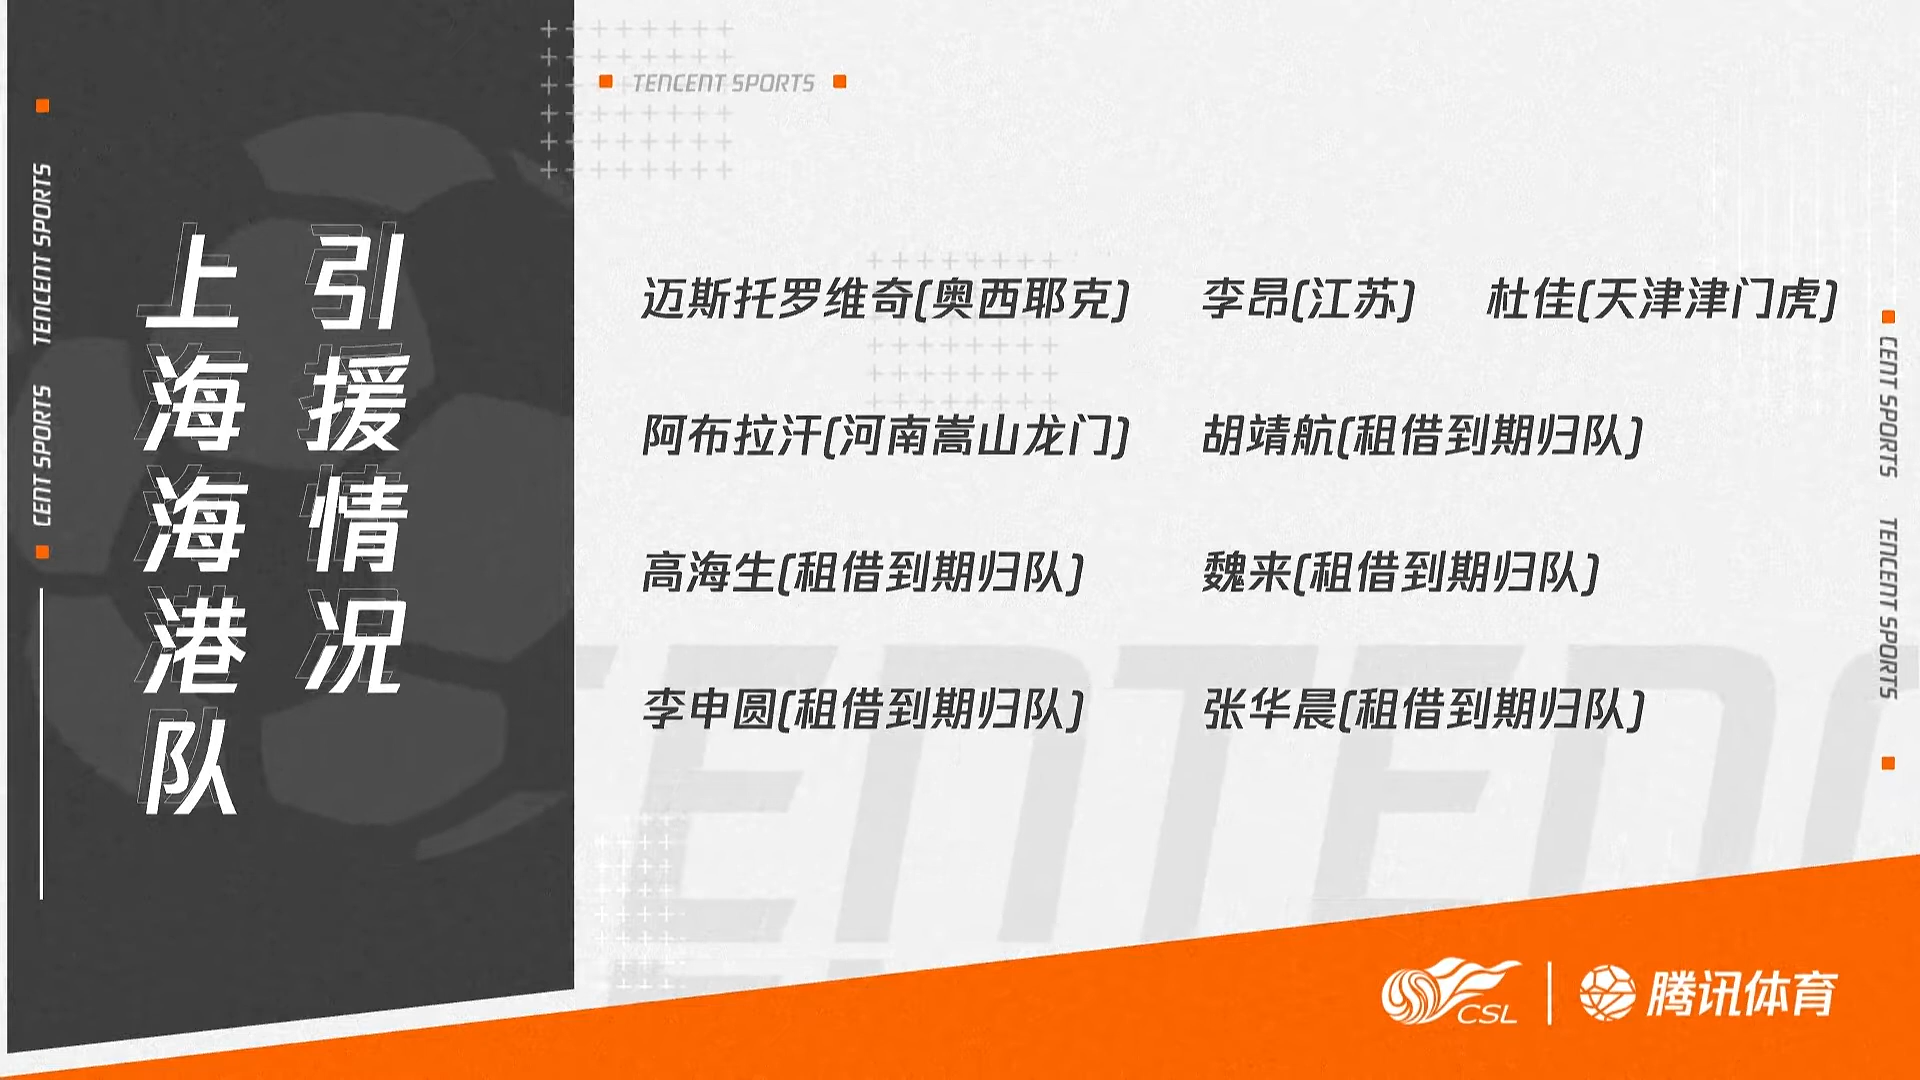 TENCENT SPORTS
TENCENT SPORTS
CENT SPORTS
上海海港队
引援情况
迈斯托罗维奇(奥西耶克) 李昂(江苏) 杜佳(天津津门虎)
阿布拉汗(河南嵩山龙门) 胡靖航(租借到期归队)
高海生(租借到期归队) 魏来(租借到期归队)
李申圆(租借到期归队) 张华晨(租借到期归队)
CENT SPORTS
TENCENT SPORTS
CSL
腾讯体育